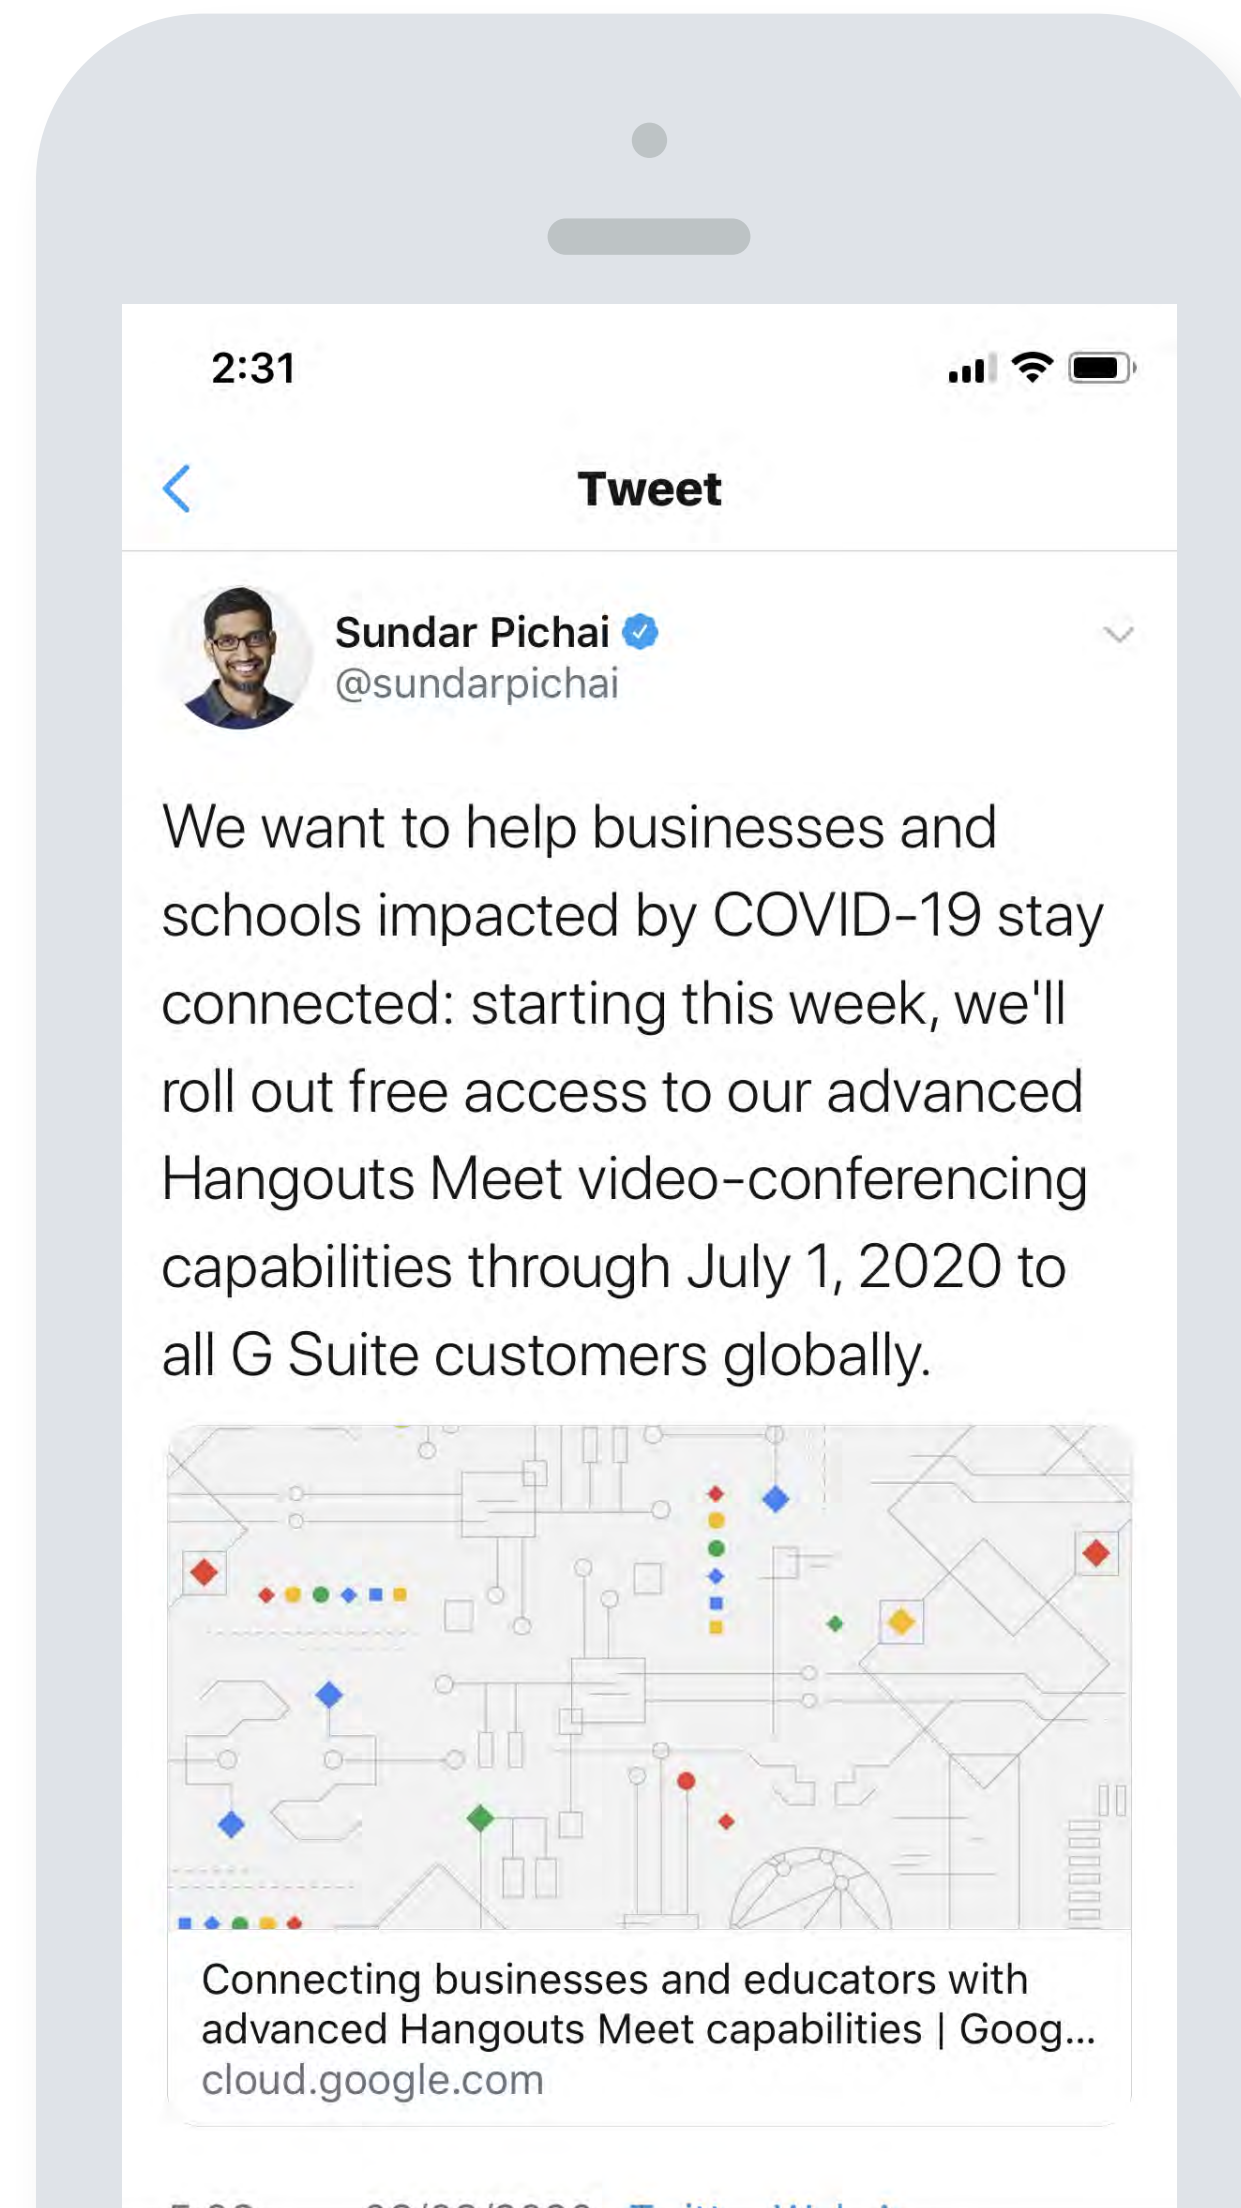 2:31
Tweet
Sundar Pichai
@sundarpichai
We want to help businesses and
schools impacted by COVID-19 stay
connected: starting this week, we'll
roll out free access to our advanced
Hangouts Meet video-conferencing
capabilities through July 1, 2020 to
all G Suite customers globally.
Connecting businesses and educators with
advanced Hangouts Meet capabilities | Goog...
cloud.google.com